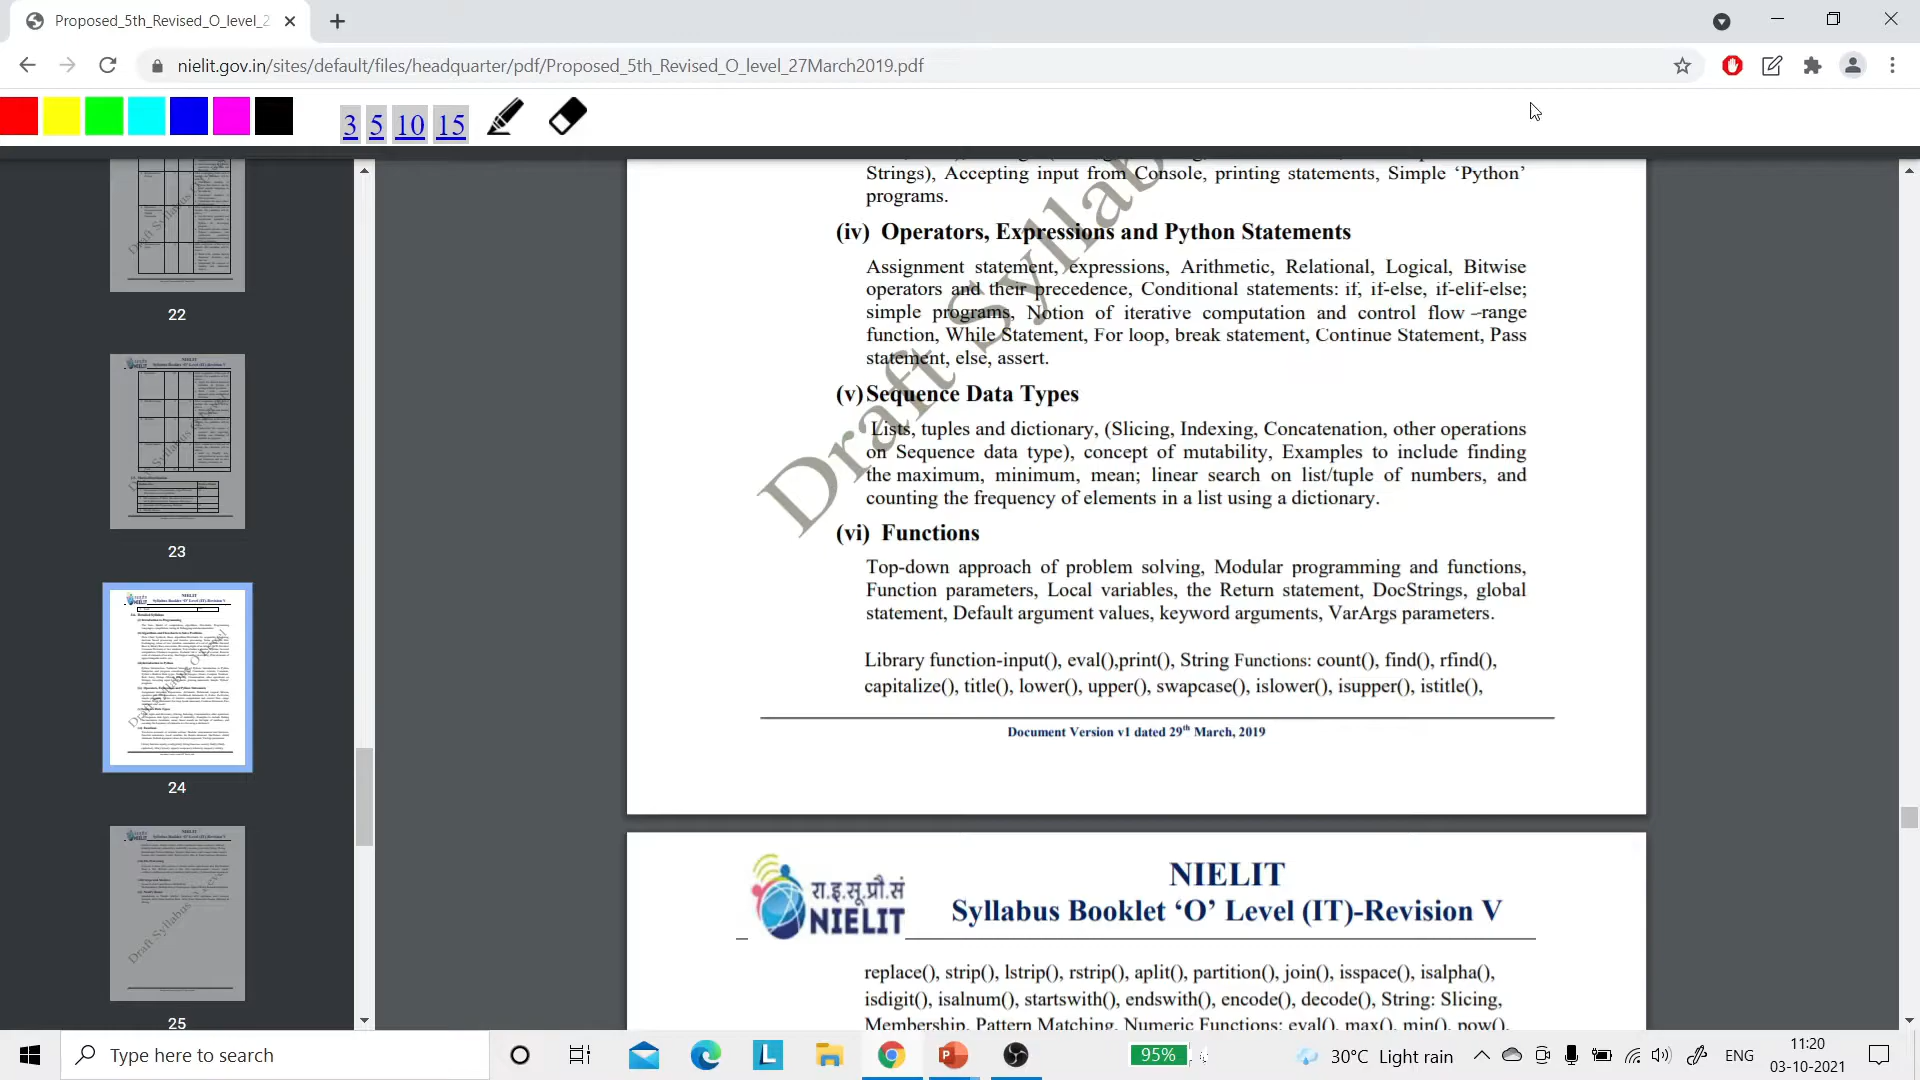 Proposed_5th_Revised_O_level_2
nielit.gov.in/sites/default/files/headquarter/pdf/Proposed_5th_Revised_O_level_27March2019.pdf
3 5 10 15
22
23
24
25
Strings), Accepting input from Console, printing statements, Simple ‘Python’
programs.
(iv) Operators, Expressions and Python Statements
Assignment statement, expressions, Arithmetic, Relational, Logical, Bitwise
operators and their precedence, Conditional statements: if, if-else, if-elif-else;
simple programs, Notion of iterative computation and control flow –range
function, While Statement, For loop, break statement, Continue Statement, Pass
statement, else, assert.
(v) Sequence Data Types
Lists, tuples and dictionary, (Slicing, Indexing, Concatenation, other operations
on Sequence data type), concept of mutability, Examples to include finding
the maximum, minimum, mean; linear search on list/tuple of numbers, and
counting the frequency of elements in a list using a dictionary.
(vi) Functions
Top-down approach of problem solving, Modular programming and functions,
Function parameters, Local variables, the Return statement, DocStrings, global
statement, Default argument values, keyword arguments, VarArgs parameters.
Library function-input(), eval(),print(), String Functions: count(), find(), rfind(),
capitalize(), title(), lower(), upper(), swapcase(), islower(), isupper(), istitle(),
Document Version v1 dated 29th March, 2019
Draft Syllab
रा.इ.सू.प्रौ.सं
NIELIT
NIELIT
Syllabus Booklet ‘O’ Level (IT)-Revision V
replace(), strip(), lstrip(), rstrip(), aplit(), partition(), join(), isspace(), isalpha(),
isdigit(), isalnum(), startswith(), endswith(), encode(), decode(), String: Slicing,
Membership, Pattern Matching, Numeric Functions: eval(), max(), min(), pow(),
Type here to search
95%
30°C Light rain
ENG
11:20
03-10-2021